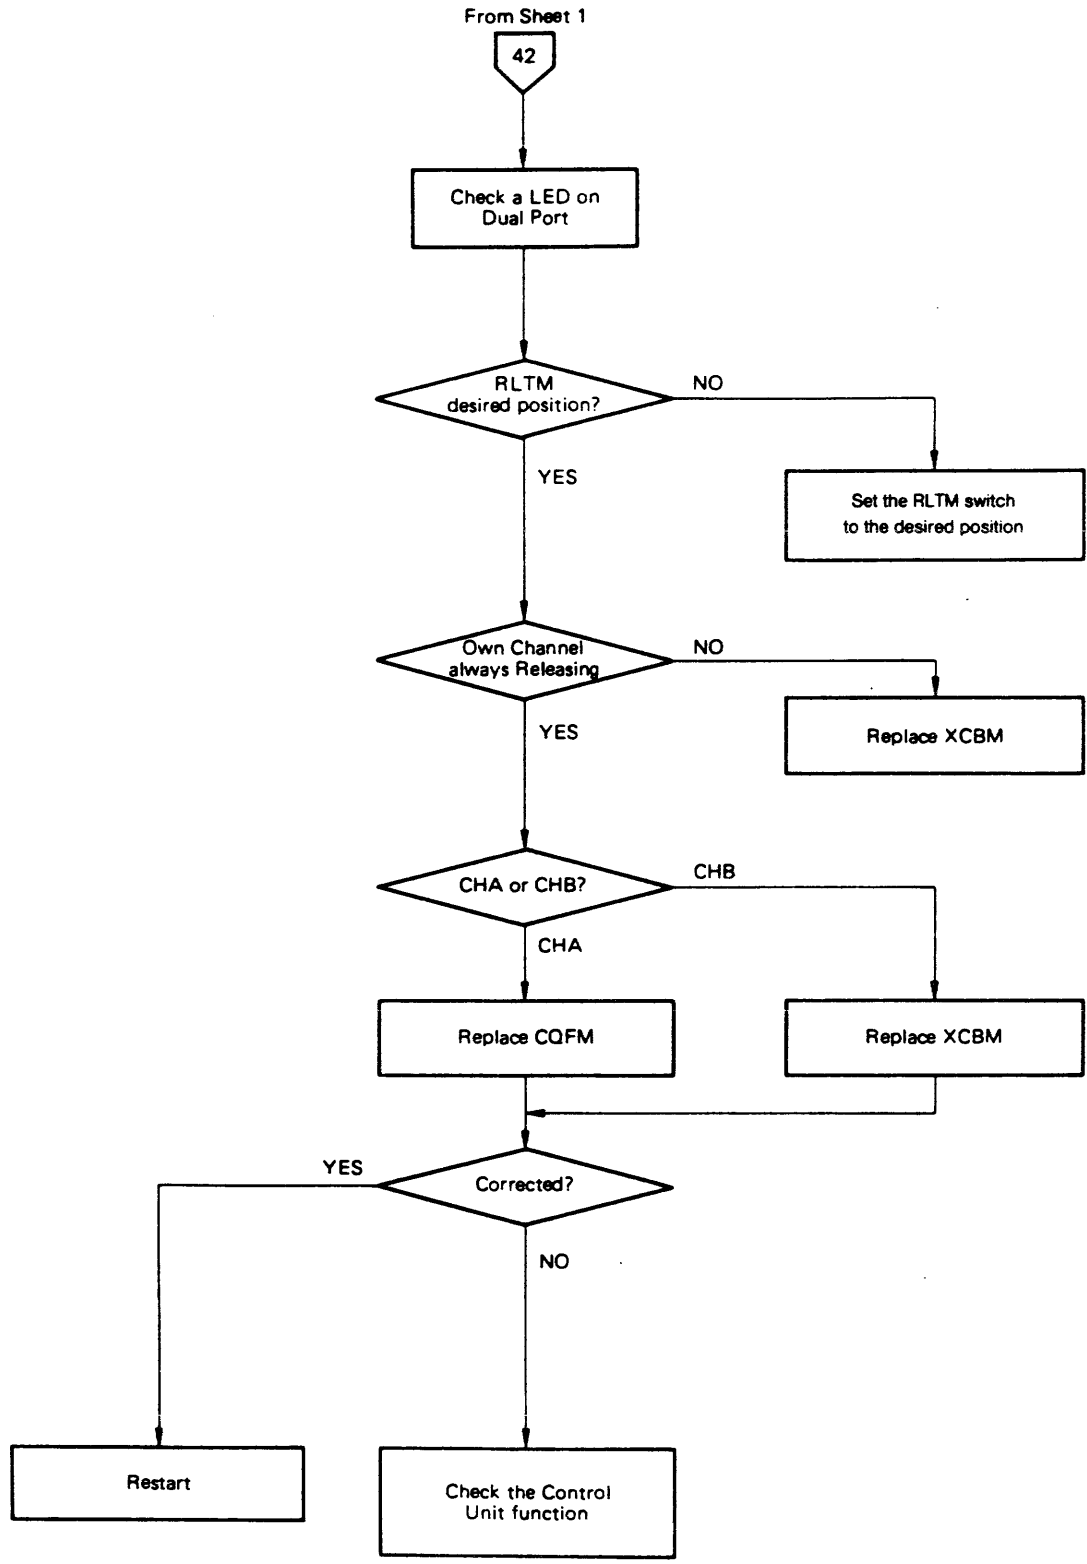 From Sheet 1
42
Check a LED on
Dual Port
RLTM
desired position?
NO
YES
Set the RLTM switch
to the desired position
Own Channel
always Releasing
NO
YES
Replace XCBM
CHA or CHB?
CHB
CHA
Replace CQFM
Replace XCBM
YES
Corrected?
NO
Restart
Check the Control
Unit function